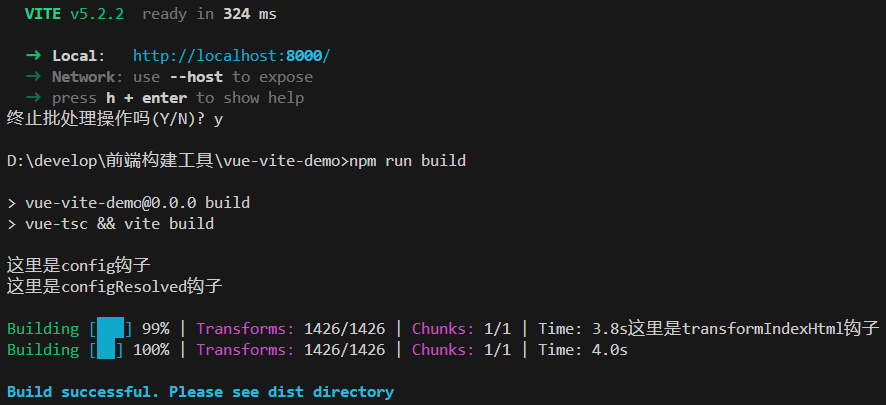 VITE v5.2.2 ready in 324 ms
➜ Local: http://localhost:8000/
➜ Network: use --host to expose
➜ press h + enter to show help
终止批处理操作吗(Y/N)? y
D:\develop\前端构建工具\vue-vite-demo>npm run build
> vue-vite-demo@0.0.0 build
> vue-tsc && vite build
这里是config钩子
这里是configResolved钩子
Building [██] 99% | Transforms: 1426/1426 | Chunks: 1/1 | Time: 3.8s这里是transformIndexHtml钩子
Building [█ ] 100% | Transforms: 1426/1426 | Chunks: 1/1 | Time: 4.0s
Build successful. Please see dist directory